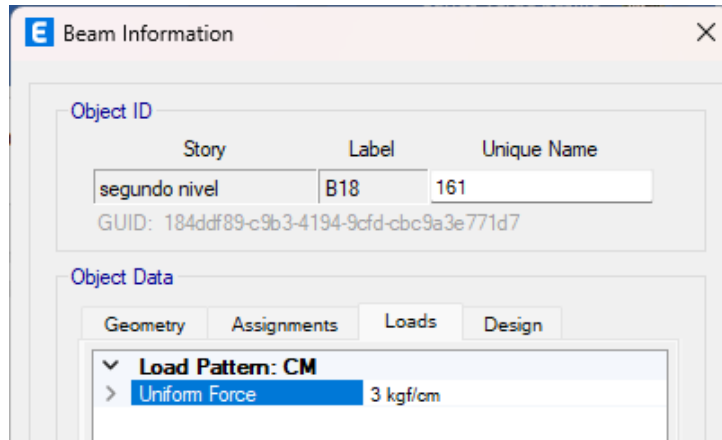 E Beam Information
Object ID
Story Label Unique Name
segundo nivel B18 161
GUID: 184ddf89-c9b3-4194-9cfd-cbc9a3e771d7
Object Data
Geometry Assignments Loads Design
Load Pattern: CM
Uniform Force 3 kgf/cm